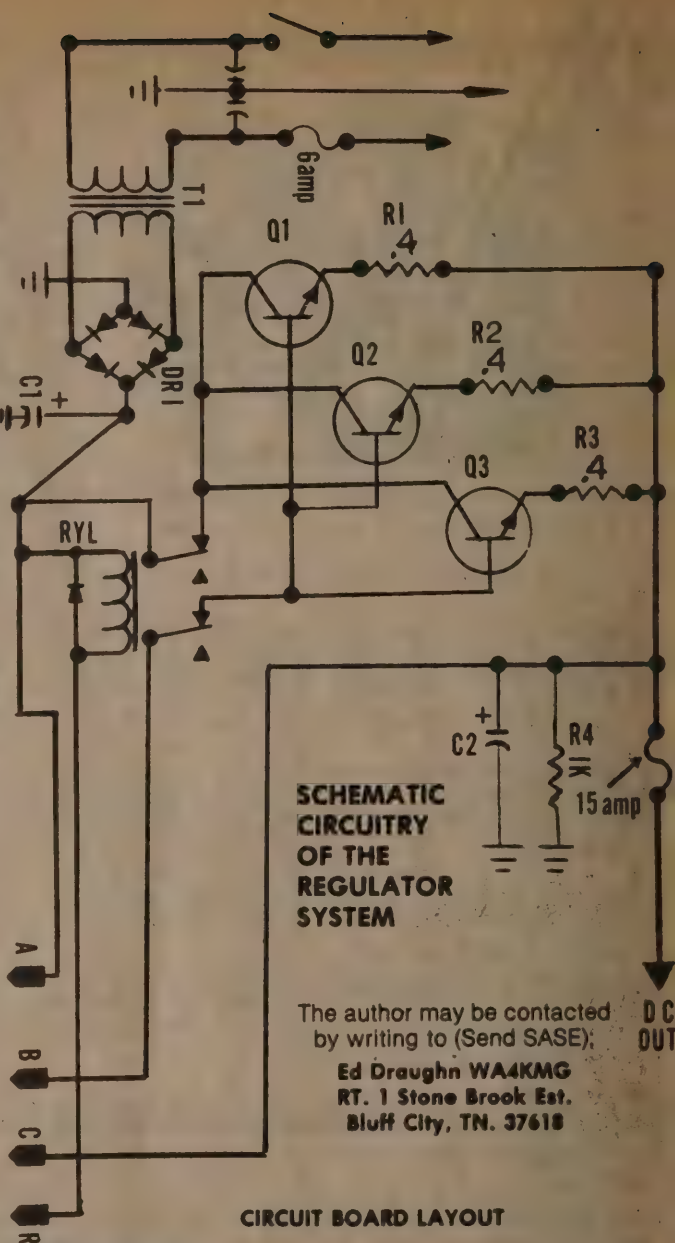 6amp
T1
Q1
R1
.4
Q2
R2
.4
DR1
C1
+
Q3
R3
.4
RYL
+
C2
R4
1K
15 amp
SCHEMATIC
CIRCUITRY
OF THE
REGULATOR
SYSTEM
DC
OUT
The author may be contacted
by writing to (Send SASE);
Ed Draughn WA4KMG
RT. 1 Stone Brook Est.
Bluff City, TN. 37618
A
B
C
R
CIRCUIT BOARD LAYOUT